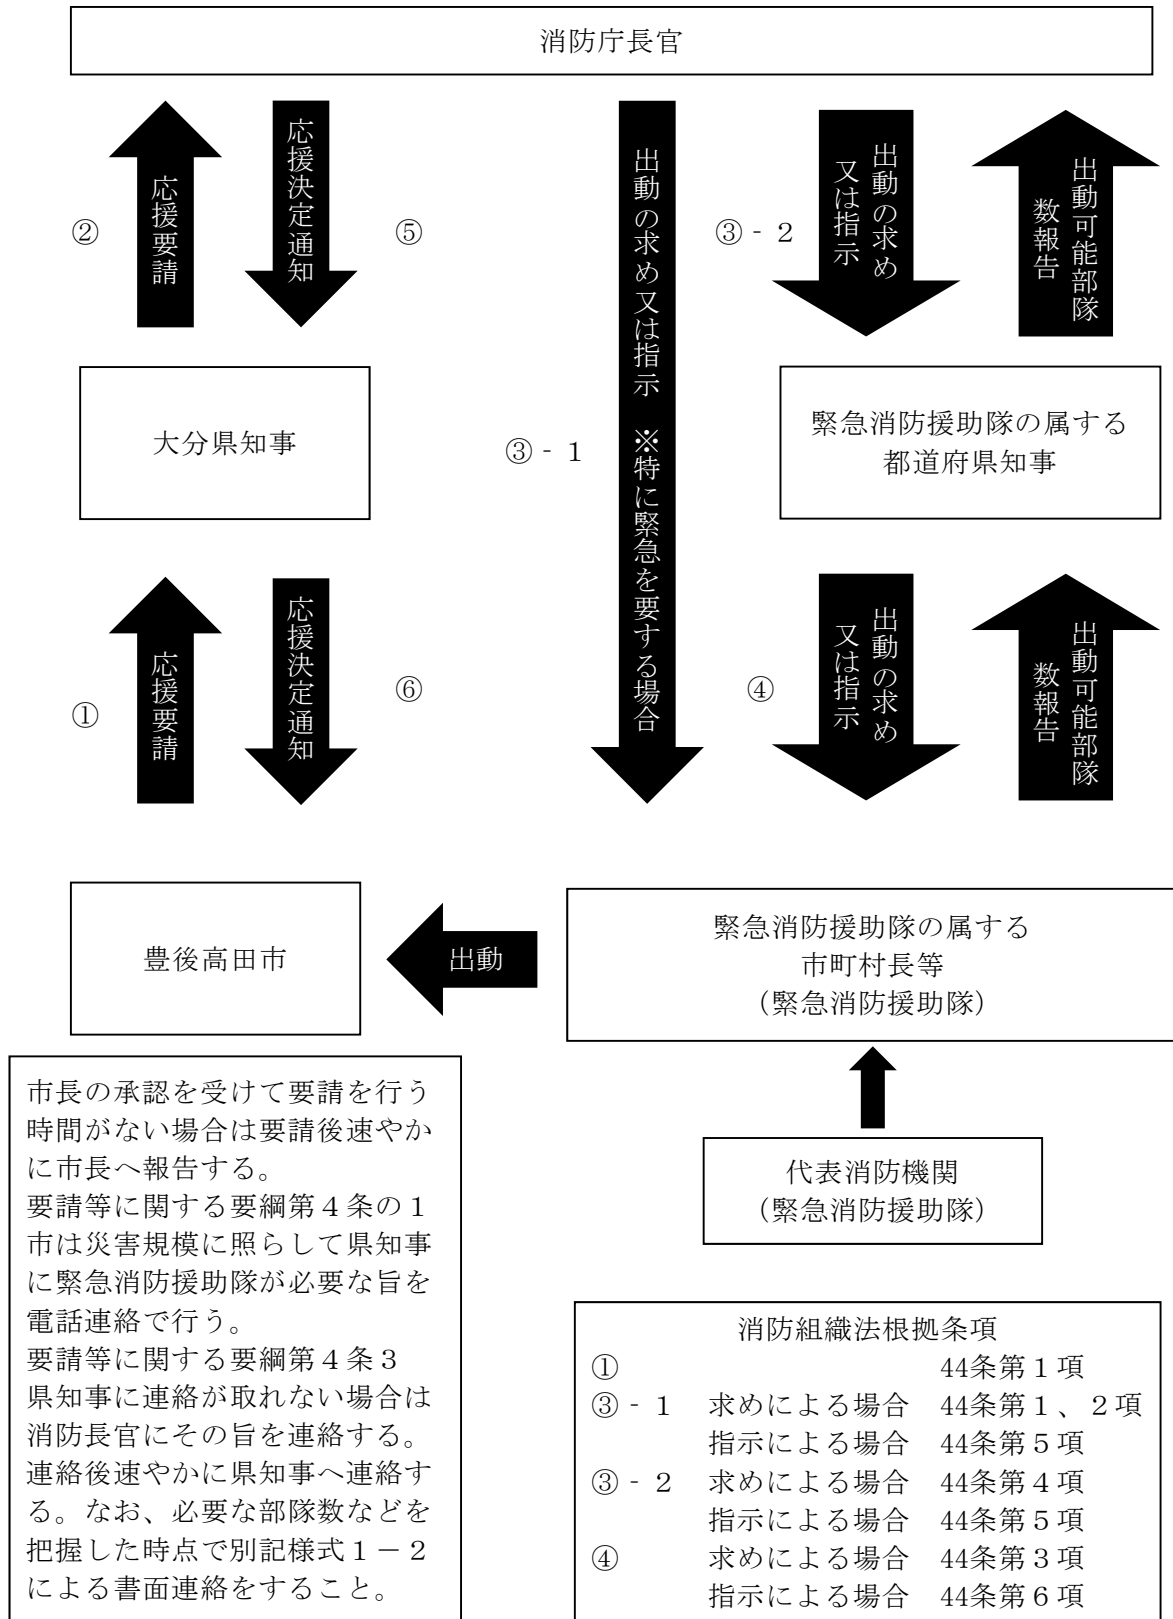 消防庁長官
②
応援要請
応援決定通知
⑤
出動の求め又は指示　※特に緊急を要する場合
③‐２
出動の求め
又は指示
出動可能部隊
数報告
大分県知事
③‐１
緊急消防援助隊の属する
都道府県知事
①
応援要請
応援決定通知
⑥
④
出動の求め
又は指示
出動可能部隊
数報告
豊後高田市
出動
緊急消防援助隊の属する
市町村長等
（緊急消防援助隊）
市長の承認を受けて要請を行う
時間がない場合は要請後速やか
に市長へ報告する。
要請等に関する要綱第４条の１
市は災害規模に照らして県知事
に緊急消防援助隊が必要な旨を
電話連絡で行う。
要請等に関する要綱第４条３
県知事に連絡が取れない場合は
消防長官にその旨を連絡する。
連絡後速やかに県知事へ連絡す
る。なお、必要な部隊数などを
把握した時点で別記様式１－２
による書面連絡をすること。
代表消防機関
（緊急消防援助隊）
消防組織法根拠条項
①　44条第１項
③‐１　求めによる場合　44条第１、２項
指示による場合　44条第５項
③‐２　求めによる場合　44条第４項
指示による場合　44条第５項
④　求めによる場合　44条第３項
指示による場合　44条第６項